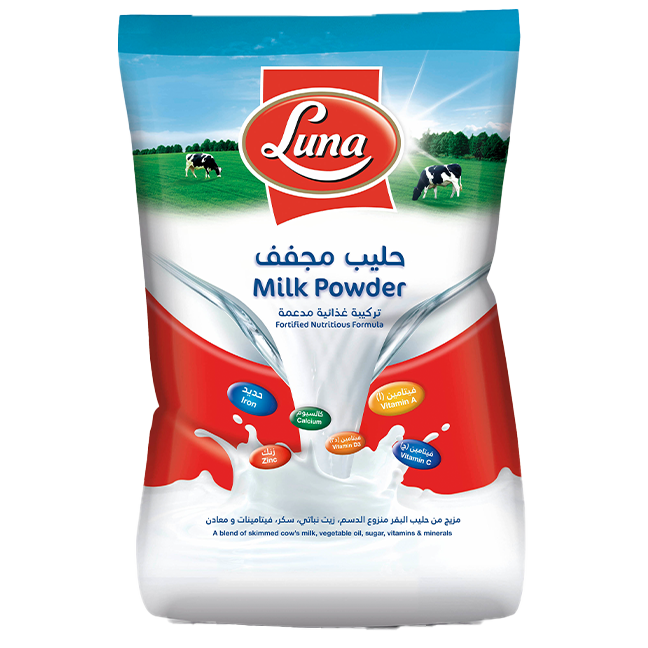 Luna
حليب مجفف
Milk Powder
تركيبة غذائية مدعمة
Fortified Nutritious Formula
حديد
Iron
فيتامين (أ)
Vitamin A
كالسيوم
Calcium
فيتامين (د٣)
Vitamin D3
زنك
Zinc
فيتامين (ج)
Vitamin C
مزيج من حليب البقر منزوع الدسم، زيت نباتي، سكر، فيتامينات و معادن
A blend of skimmed cow's milk, vegetable oil, sugar, vitamins & minerals